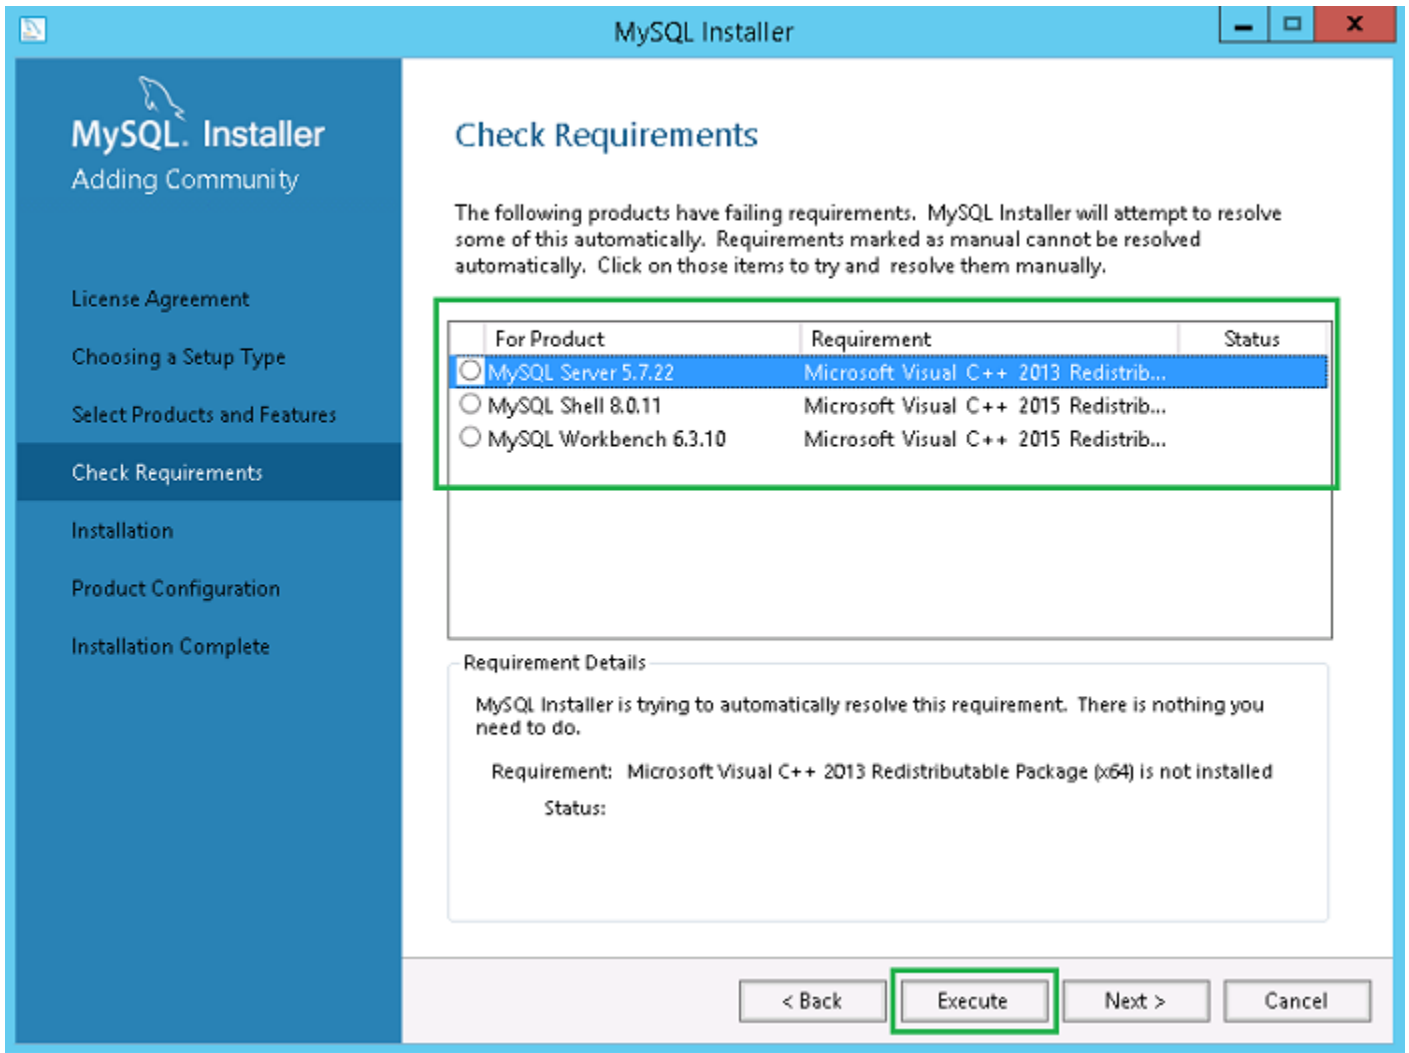 MySQL Installer
MySQL. Installer
Adding Community
License Agreement
Choosing a Setup Type
Select Products and Features
Check Requirements
Installation
Product Configuration
Installation Complete
Check Requirements
The following products have failing requirements. MySQL Installer will attempt to resolve
some of this automatically. Requirements marked as manual cannot be resolved
automatically. Click on those items to try and resolve them manually.
For Product Requirement Status
MySQL Server 5.7.22 Microsoft Visual C++ 2013 Redistrib...
MySQL Shell 8.0.11 Microsoft Visual C++ 2015 Redistrib...
MySQL Workbench 6.3.10 Microsoft Visual C++ 2015 Redistrib...
Requirement Details
MySQL Installer is trying to automatically resolve this requirement. There is nothing you
need to do.
Requirement: Microsoft Visual C++ 2013 Redistributable Package (x64) is not installed
Status:
< Back Execute Next > Cancel